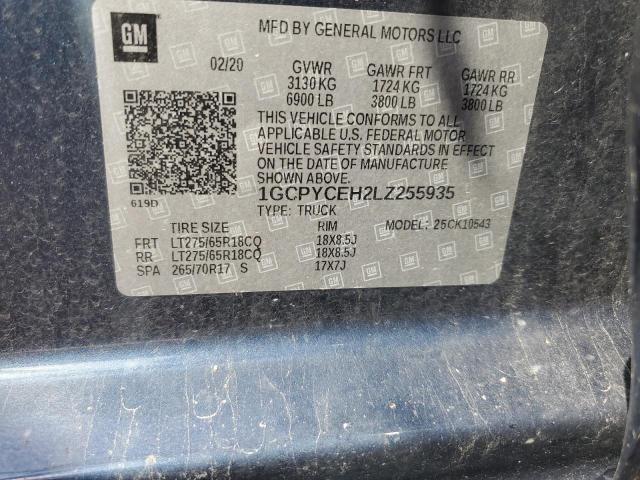 GM
MFD BY GENERAL MOTORS LLC
02/20 GVWR GAWR FRT GAWR RR
3130 KG 1724 KG 1724 KG
6900 LB 3800 LB 3800 LB
THIS VEHICLE CONFORMS TO ALL
APPLICABLE U.S. FEDERAL MOTOR
VEHICLE SAFETY STANDARDS IN EFFECT
ON THE DATE OF MANUFACTURE
SHOWN ABOVE.
1GCPYCEH2LZ255935
619D
TYPE: TRUCK MODEL: 25CK10543
TIRE SIZE RIM
FRT LT275/65R18CQ 18X8.5J
RR LT275/65R18CQ 18X8.5J
SPA 265/70R17 S 17X7J